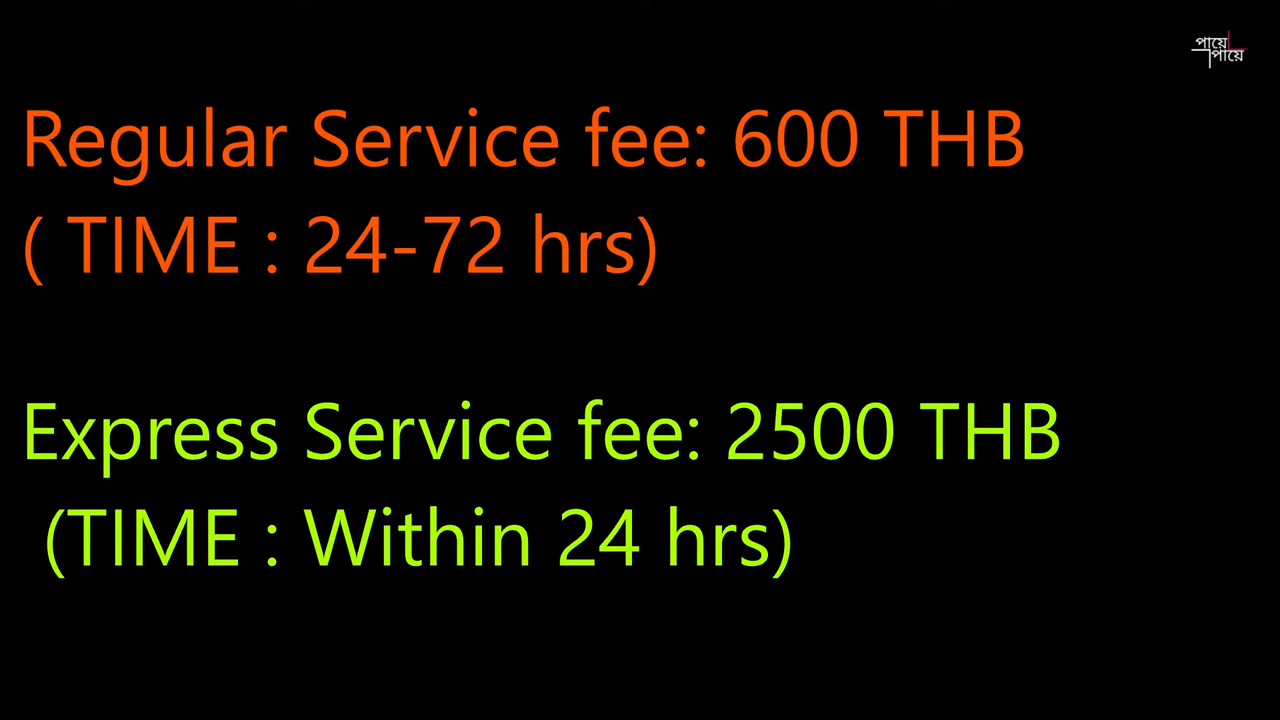 পায়ে
পায়ে
Regular Service fee: 600 THB
( TIME : 24-72 hrs)
Express Service fee: 2500 THB
(TIME : Within 24 hrs)